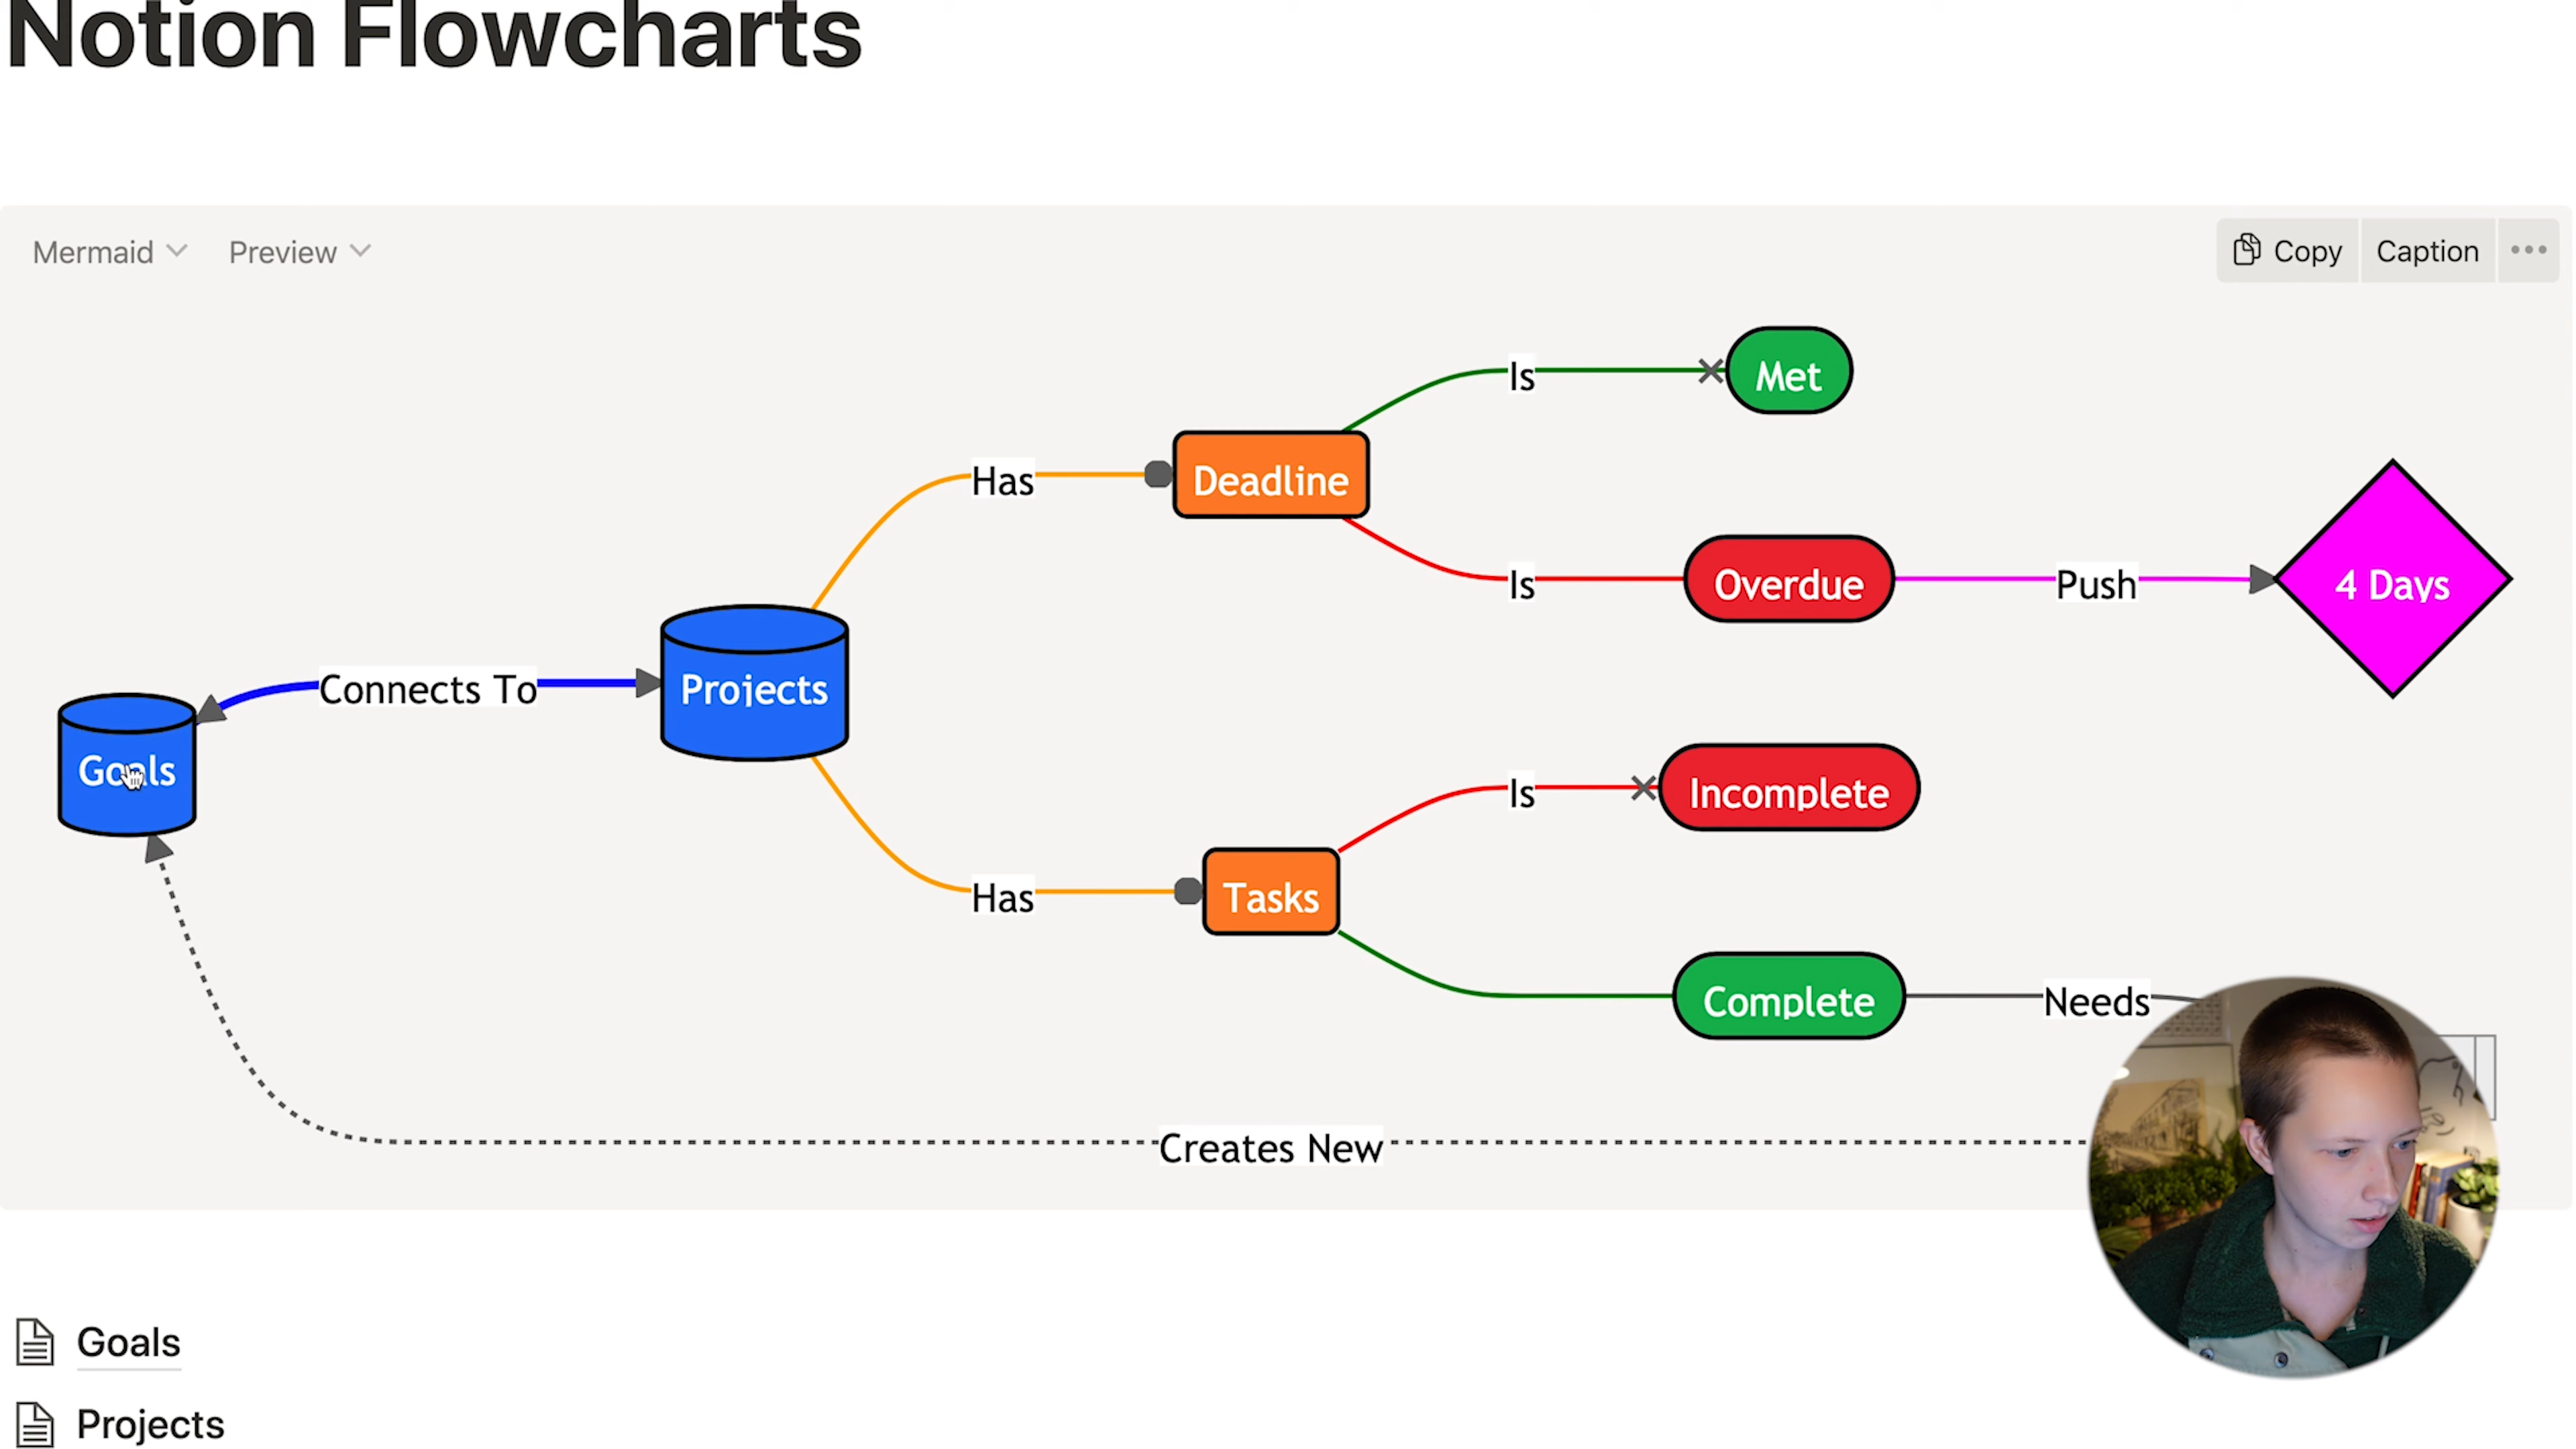 Notion Flowcharts
Mermaid Preview Copy Caption
Is Met
Has Deadline
Is Overdue Push 4 Days
Connects To Projects
Goals
Is Incomplete
Has Tasks
Complete Needs
Creates New
Goals
Projects